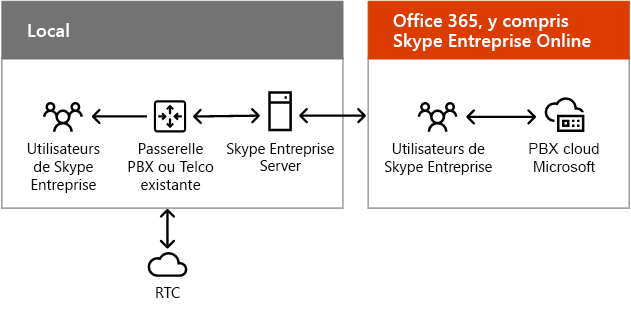 Local
Office 365, y compris
Skype Entreprise Online
Utilisateurs
de Skype
Entreprise
Passerelle
PBX ou Telco
existante
Skype Entreprise
Server
Utilisateurs de
Skype Entreprise
PBX cloud
Microsoft
RTC